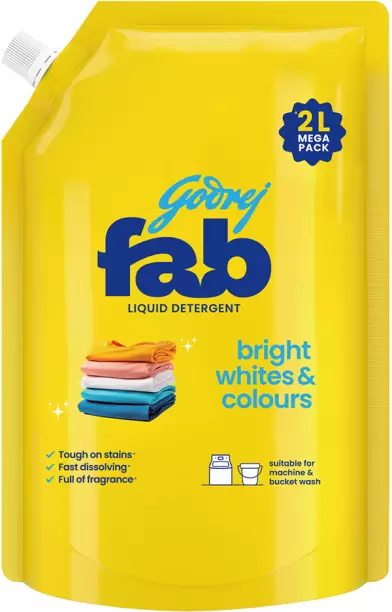 *2L
MEGA
PACK
Godrej
fab
LIQUID DETERGENT
bright
whites &
colours
✓ Tough on stains*
✓ Fast dissolving*
✓ Full of fragrance*
suitable for
machine &
bucket wash